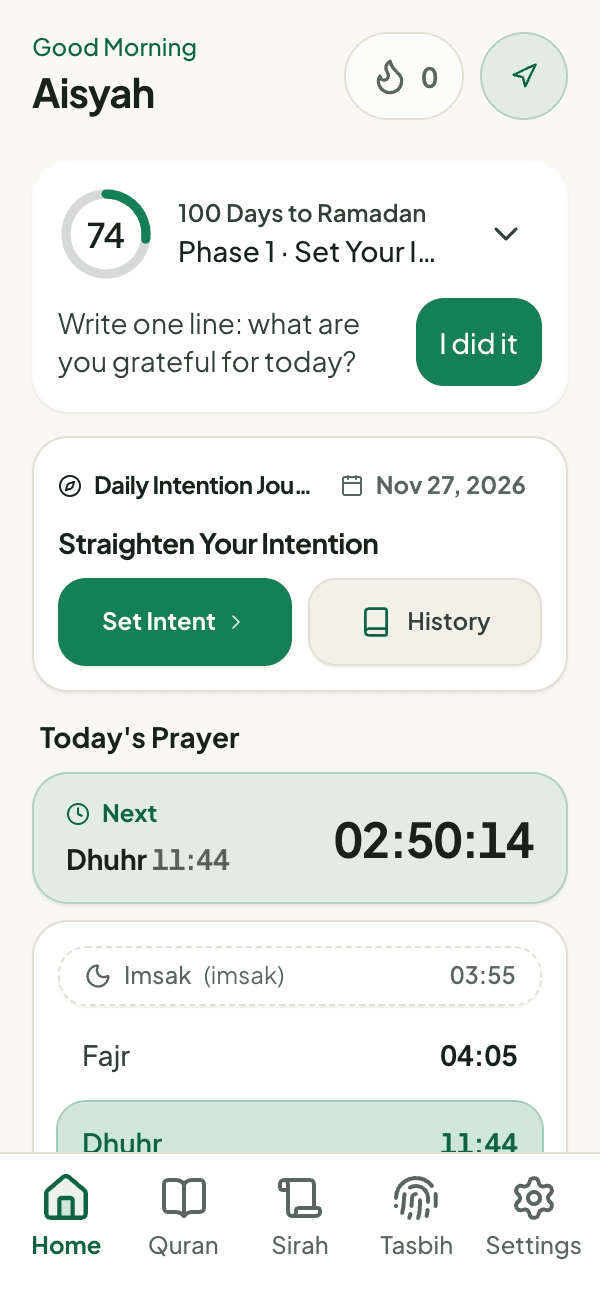 Good Morning
Aisyah
0
74
100 Days to Ramadan
Phase 1 · Set Your I...
Write one line: what are
you grateful for today?
I did it
Daily Intention Jou...
Nov 27, 2026
Straighten Your Intention
Set Intent
History
Today's Prayer
Next
Dhuhr 11:44
02:50:14
Imsak (imsak) 03:55
Fajr 04:05
Dhuhr 11:44
Home Quran Sirah Tasbih Settings